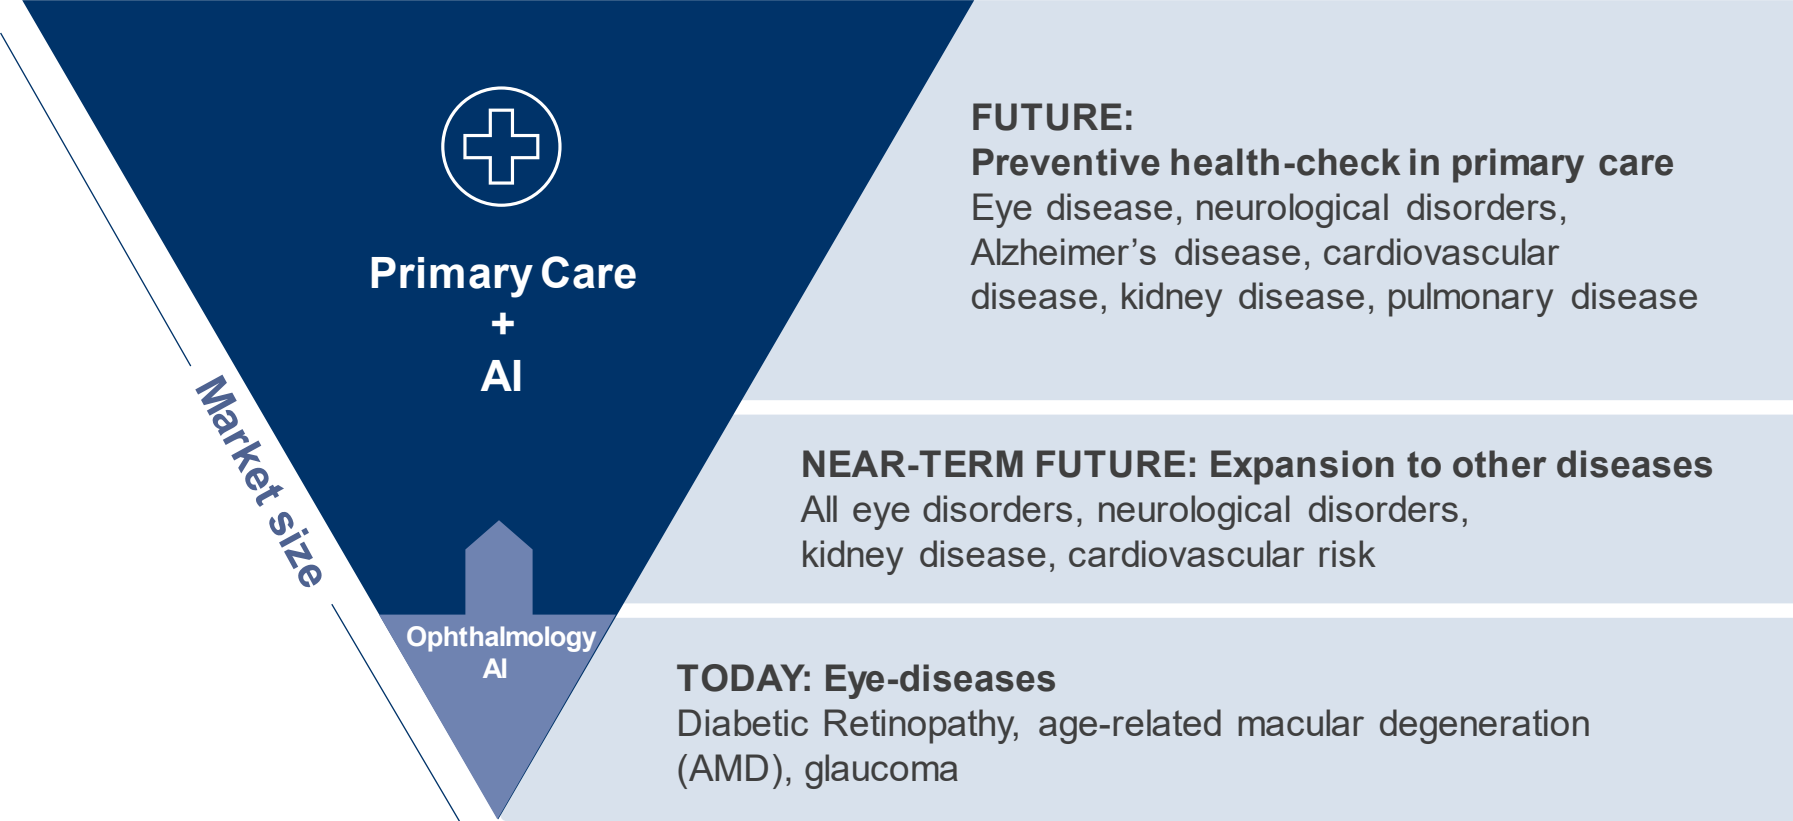 Primary Care
+
AI
Market size
Ophthalmology
AI
FUTURE:
Preventive health-check in primary care
Eye disease, neurological disorders,
Alzheimer’s disease, cardiovascular
disease, kidney disease, pulmonary disease
NEAR-TERM FUTURE: Expansion to other diseases
All eye disorders, neurological disorders,
kidney disease, cardiovascular risk
TODAY: Eye-diseases
Diabetic Retinopathy, age-related macular degeneration
(AMD), glaucoma